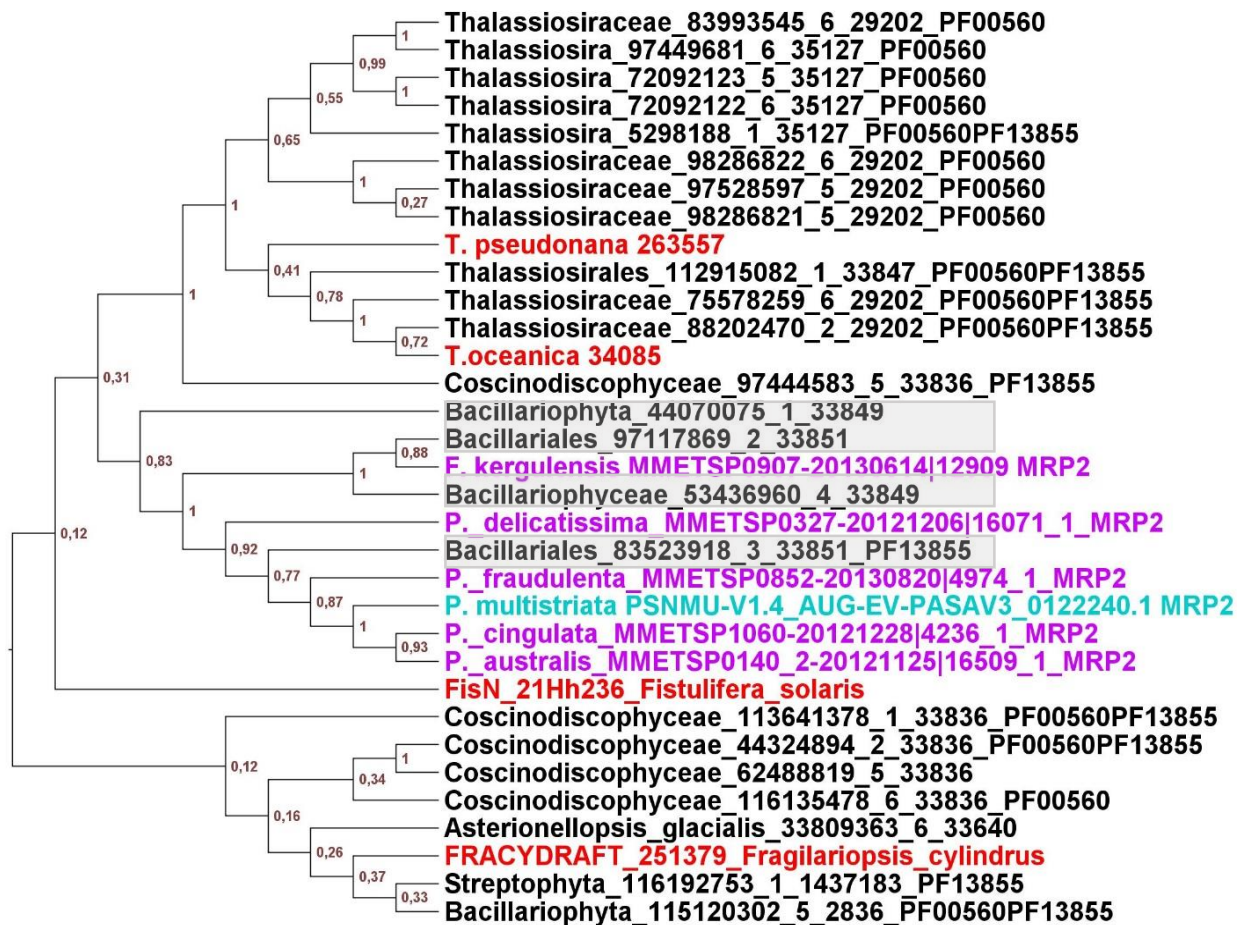 Thalassiosiraceae_83993545_6_29202_PF00560
1
Thalassiosira_97449681_6_35127_PF00560
0,99
Thalassiosira_72092123_5_35127_PF00560
1
0,55
Thalassiosira_72092122_6_35127_PF00560
0,65
Thalassiosira_5298188_1_35127_PF00560PF13855
Thalassiosiraceae_98286822_6_29202_PF00560
1
Thalassiosiraceae_97528597_5_29202_PF00560
1
0,27
Thalassiosiraceae_98286821_5_29202_PF00560
T. pseudonana 263557
0,41
Thalassiosirales_112915082_1_33847_PF00560PF13855
1
0,78
Thalassiosiraceae_75578259_6_29202_PF00560PF13855
1
Thalassiosiraceae_88202470_2_29202_PF00560PF13855
0,72
T.oceanica 34085
0,31
Coscinodiscophyceae_97444583_5_33836_PF13855
Bacillariophyta_44070075_1_33849
Bacillariales_97117869_2_33851
0,88
0,83
F. kergulensis MMETSP0907-20130614|12909 MRP2
1
Bacillariophyceae_53436960_4_33849
1
P._delicatissima_MMETSP0327-20121206|16071_1_MRP2
0,12
0,92
Bacillariales_83523918_3_33851_PF13855
0,77
P._fraudulenta_MMETSP0852-20130820|4974_1_MRP2
0,87
P. multistriata PSNMU-V1.4_AUG-EV-PASAV3_0122240.1 MRP2
1
P._cingulata_MMETSP1060-20121228|4236_1_MRP2
0,93
P._australis_MMETSP0140_2-20121125|16509_1_MRP2
FisN_21Hh236_Fistulifera_solaris
Coscinodiscophyceae_113641378_1_33836_PF00560PF13855
Coscinodiscophyceae_44324894_2_33836_PF00560PF13855
1
0,12
0,34
Coscinodiscophyceae_62488819_5_33836
Coscinodiscophyceae_116135478_6_33836_PF00560
0,16
Asterionellopsis_glacialis_33809363_6_33640
0,26
FRACYDRAFT_251379_Fragilariopsis_cylindrus
0,37
Streptophyta_116192753_1_1437183_PF13855
0,33
Bacillariophyta_115120302_5_2836_PF00560PF13855